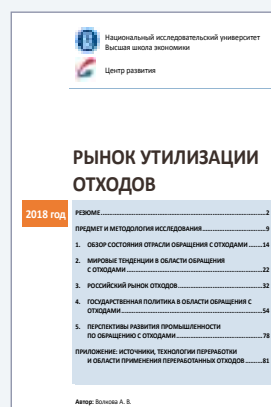 Национальный исследовательский университет
Высшая школа экономики
Центр развития
РЫНОК УТИЛИЗАЦИИ
ОТХОДОВ
2018 год
РЕЗЮМЕ....................2
ПРЕДМЕТ И МЕТОДОЛОГИЯ ИССЛЕДОВАНИЯ....................9
1. ОБЗОР СОСТОЯНИЯ ОТРАСЛИ ОБРАЩЕНИЯ С ОТХОДАМИ........14
2. МИРОВЫЕ ТЕНДЕНЦИИ В ОБЛАСТИ ОБРАЩЕНИЯ
С ОТХОДАМИ....................22
3. РОССИЙСКИЙ РЫНОК ОТХОДОВ....................32
4. ГОСУДАРСТВЕННАЯ ПОЛИТИКА В ОБЛАСТИ ОБРАЩЕНИЯ С
ОТХОДАМИ....................54
5. ПЕРСПЕКТИВЫ РАЗВИТИЯ ПРОМЫШЛЕННОСТИ
ПО ОБРАЩЕНИЮ С ОТХОДАМИ....................78
ПРИЛОЖЕНИЕ: ИСТОЧНИКИ, ТЕХНОЛОГИИ ПЕРЕРАБОТКИ
И ОБЛАСТИ ПРИМЕНЕНИЯ ПЕРЕРАБОТАННЫХ ОТХОДОВ....81
Автор: Волкова А. В.